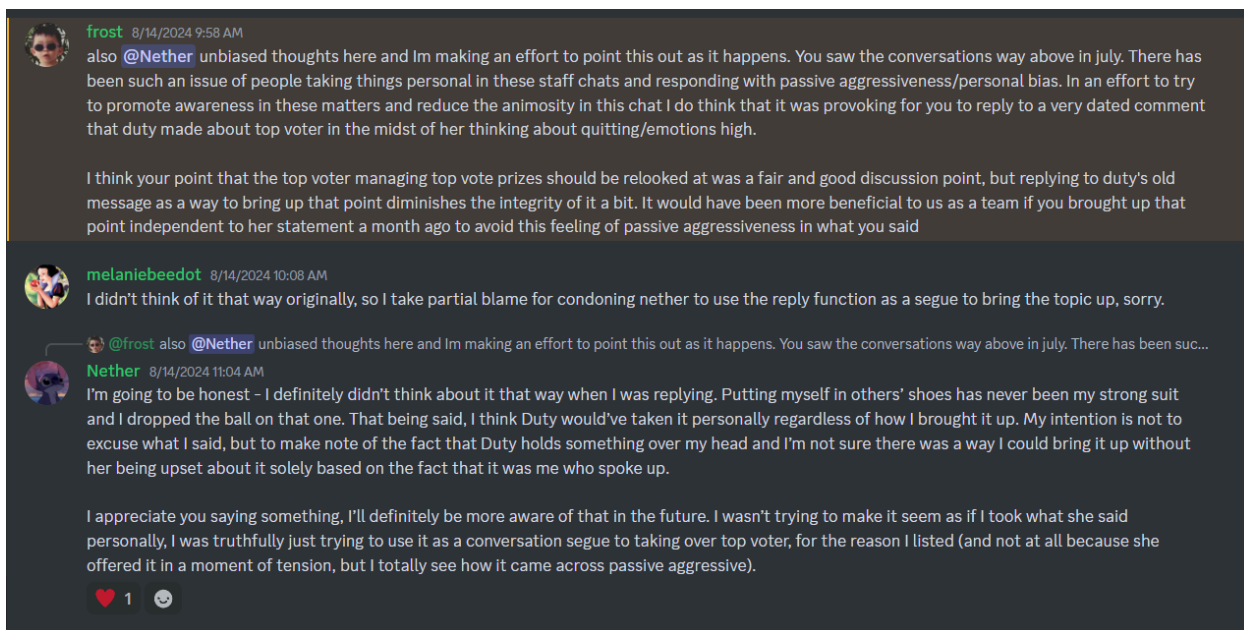 frost 8/14/2024 9:58 AM
also @Nether unbiased thoughts here and Im making an effort to point this out as it happens. You saw the conversations way above in july. There has
been such an issue of people taking things personal in these staff chats and responding with passive aggressiveness/personal bias. In an effort to try
to promote awareness in these matters and reduce the animosity in this chat I do think that it was provoking for you to reply to a very dated comment
that duty made about top voter in the midst of her thinking about quitting/emotions high.
I think your point that the top voter managing top vote prizes should be relooked at was a fair and good discussion point, but replying to duty's old
message as a way to bring up that point diminishes the integrity of it a bit. It would have been more beneficial to us as a team if you brought up that
point independent to her statement a month ago to avoid this feeling of passive aggressiveness in what you said
melaniebeedot 8/14/2024 10:08 AM
I didn’t think of it that way originally, so I take partial blame for condoning nether to use the reply function as a segue to bring the topic up, sorry.
@frost also @Nether unbiased thoughts here and Im making an effort to point this out as it happens. You saw the conversations way above in july. There has been suc...
Nether 8/14/2024 11:04 AM
I’m going to be honest - I definitely didn’t think about it that way when I was replying. Putting myself in others’ shoes has never been my strong suit
and I dropped the ball on that one. That being said, I think Duty would’ve taken it personally regardless of how I brought it up. My intention is not to
excuse what I said, but to make note of the fact that Duty holds something over my head and I’m not sure there was a way I could bring it up without
her being upset about it solely based on the fact that it was me who spoke up.
I appreciate you saying something, I’ll definitely be more aware of that in the future. I wasn’t trying to make it seem as if I took what she said
personally, I was truthfully just trying to use it as a conversation segue to taking over top voter, for the reason I listed (and not at all because she
offered it in a moment of tension, but I totally see how it came across passive aggressive).
1